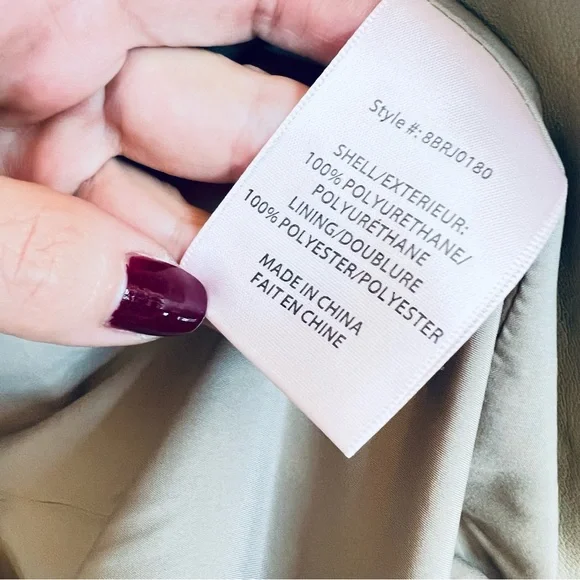 Style #: 8BRJ0180
SHELL/EXTERIEUR:
100% POLYURETHANE/
POLYURETHANE
LINING/DOUBLURE
100% POLYESTER/POLYESTER
MADE IN CHINA
FAIT EN CHINE